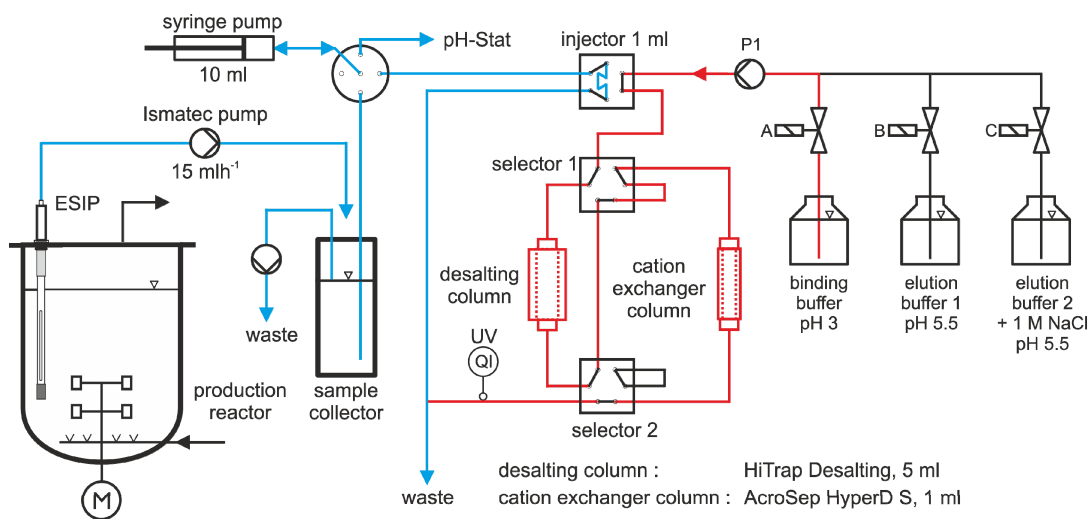 syringe pump
10 ml
pH-Stat
injector 1 ml
P1
Ismatec pump
15 mlh-1
A
B
C
selector 1
ESIP
desalting
column
cation
exchanger
column
binding
buffer
pH 3
elution
buffer 1
pH 5.5
elution
buffer 2
+ 1 M NaCl
pH 5.5
waste
UV
QI
production
reactor
sample
collector
selector 2
M
waste
desalting column : HiTrap Desalting, 5 ml
cation exchanger column : AcroSep HyperD S, 1 ml